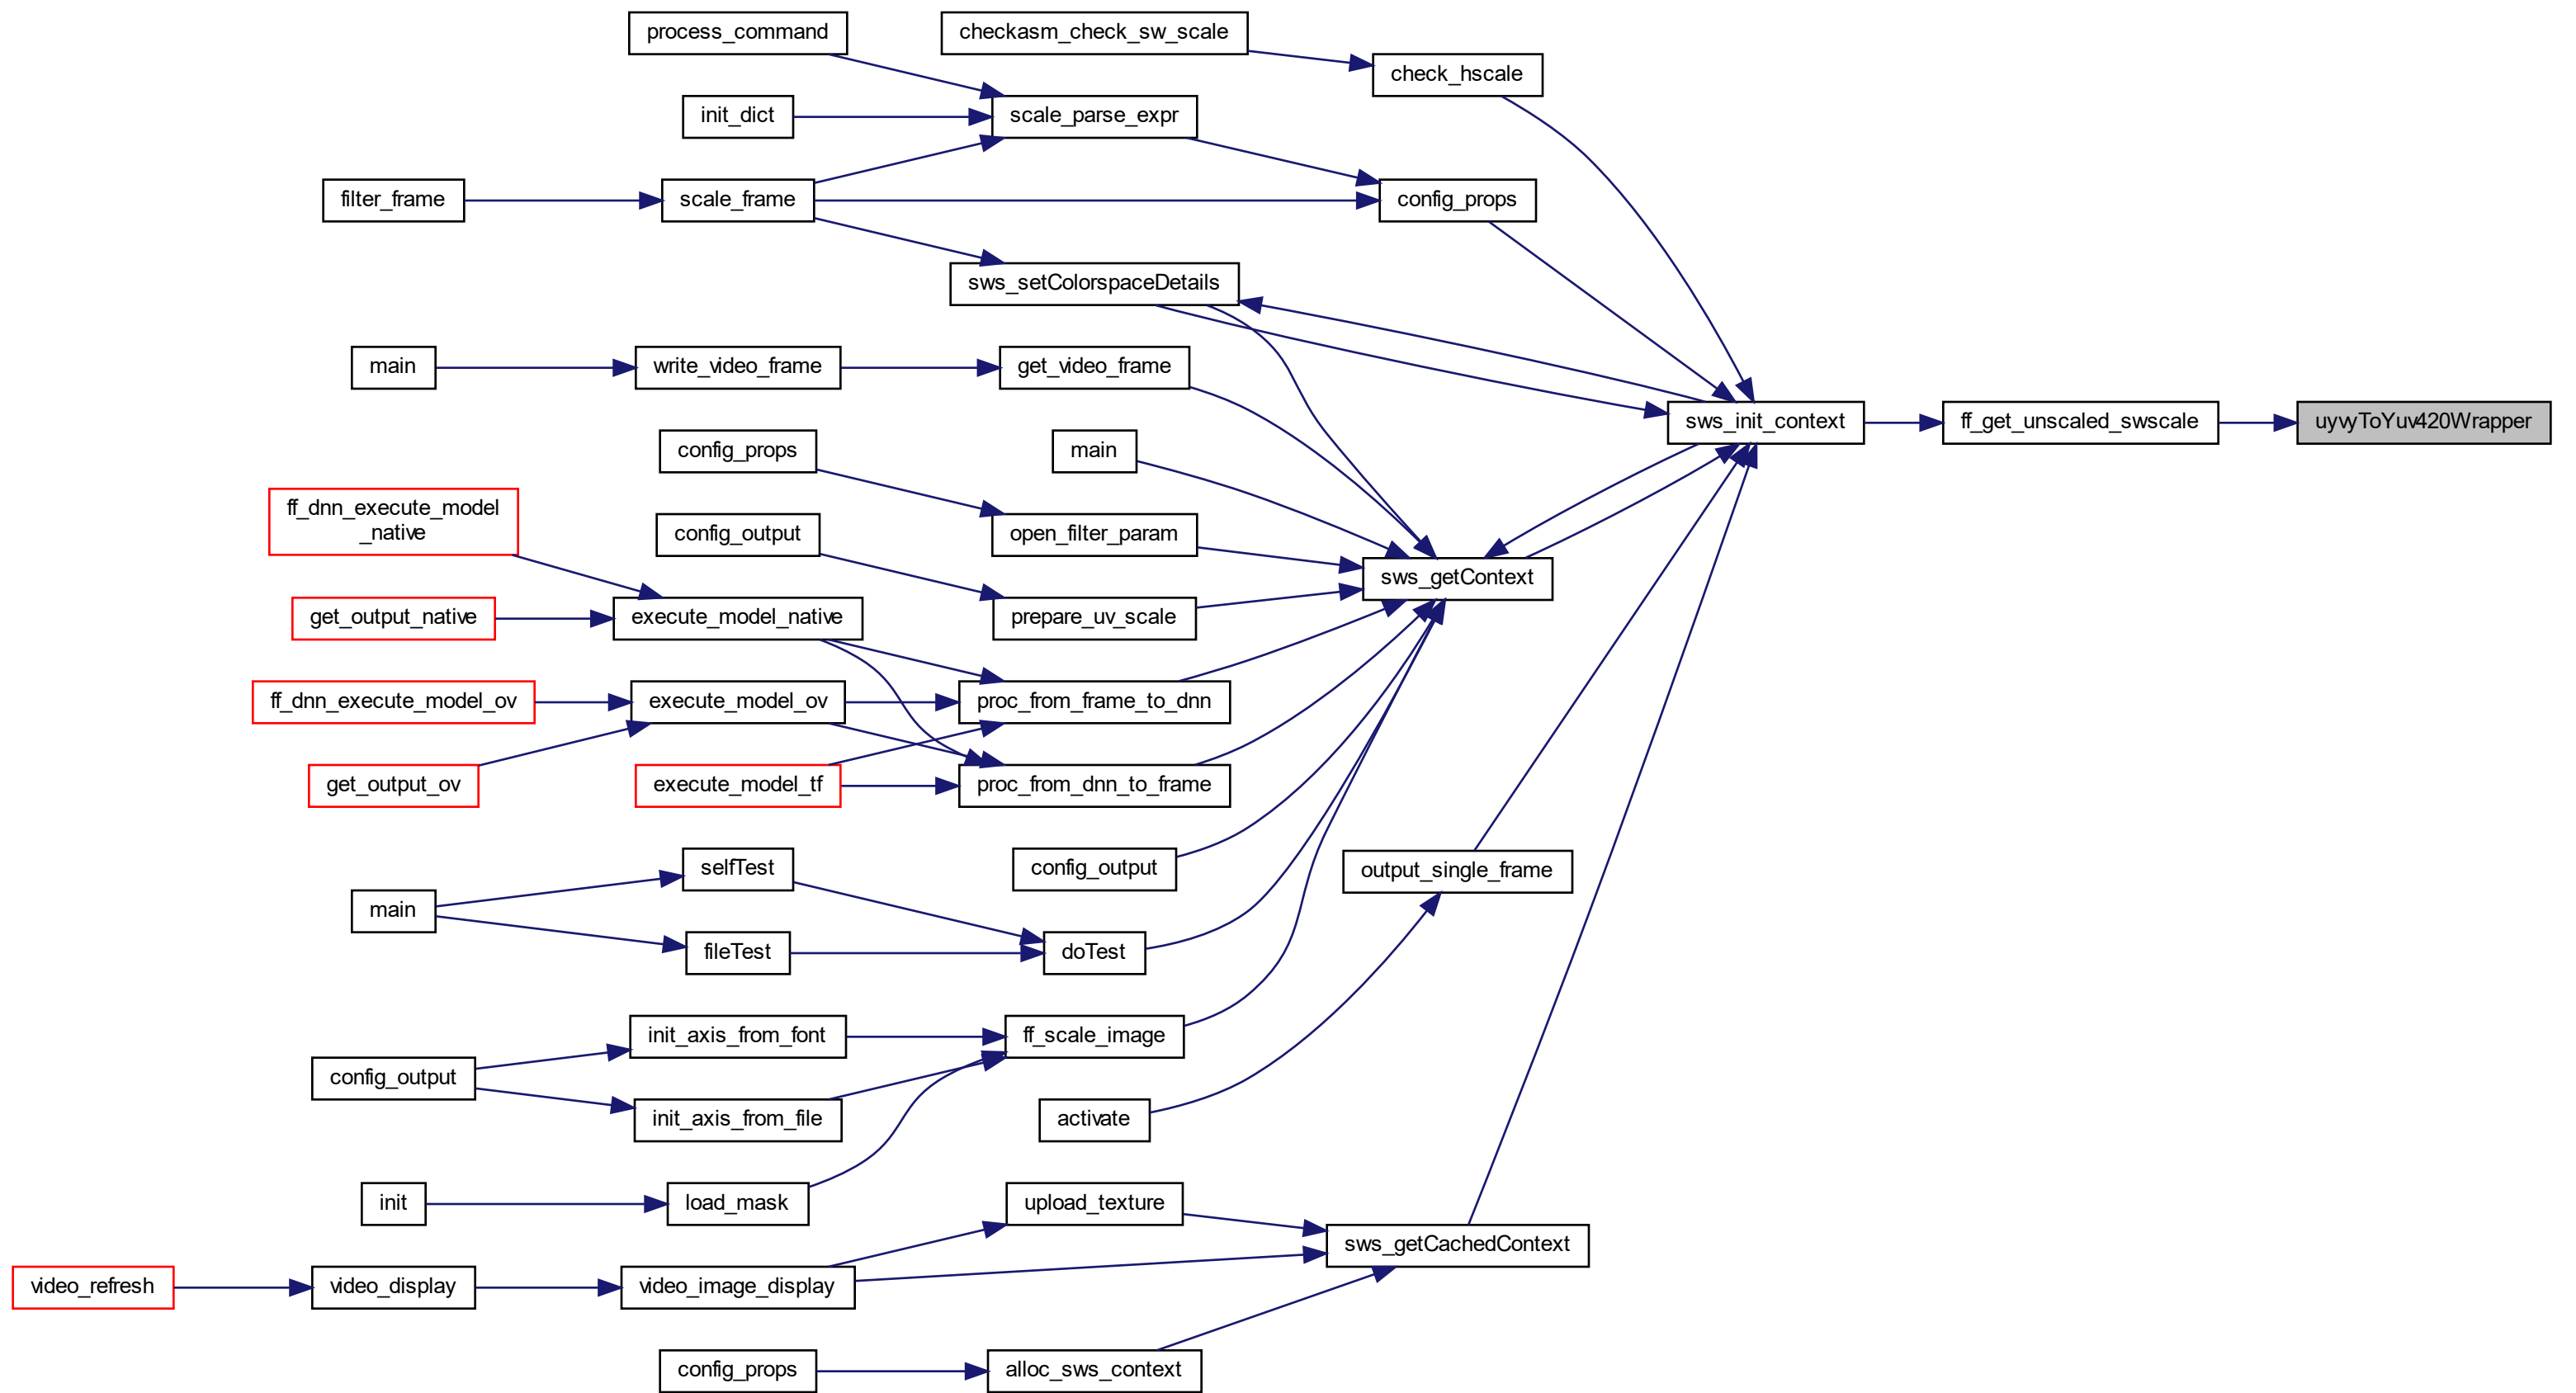 process_command
checkasm_check_sw_scale
check_hscale
init_dict
scale_parse_expr
filter_frame
scale_frame
config_props
sws_setColorspaceDetails
main
write_video_frame
get_video_frame
sws_init_context
ff_get_unscaled_swscale
uyvyToYuv420Wrapper
config_props
main
ff_dnn_execute_model
_native
config_output
open_filter_param
sws_getContext
get_output_native
execute_model_native
prepare_uv_scale
ff_dnn_execute_model_ov
execute_model_ov
proc_from_frame_to_dnn
get_output_ov
execute_model_tf
proc_from_dnn_to_frame
selfTest
config_output
output_single_frame
main
fileTest
doTest
init_axis_from_font
ff_scale_image
config_output
init_axis_from_file
activate
init
load_mask
upload_texture
sws_getCachedContext
video_refresh
video_display
video_image_display
config_props
alloc_sws_context